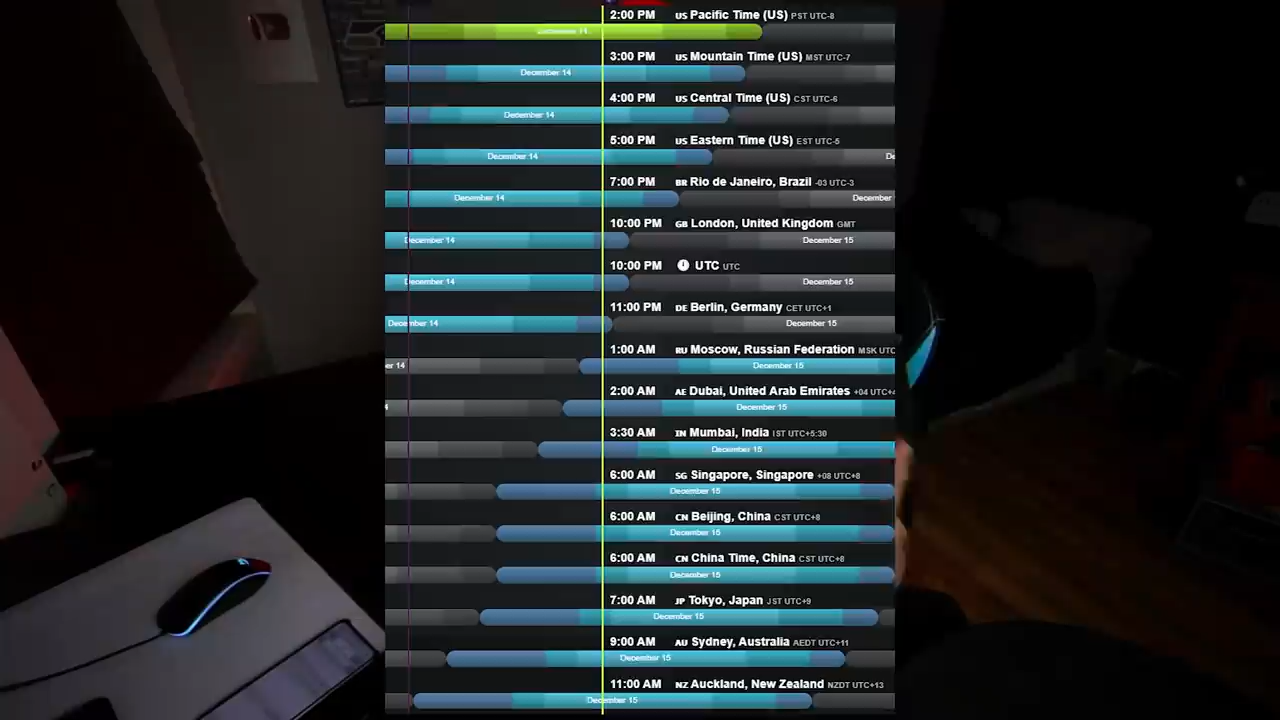 2:00 PM US Pacific Time (US) PST UTC-8
3:00 PM US Mountain Time (US) MST UTC-7
December 14
4:00 PM US Central Time (US) CST UTC-6
December 14
5:00 PM US Eastern Time (US) EST UTC-5
December 14 De
7:00 PM BR Rio de Janeiro, Brazil -03 UTC-3
December 14 December
10:00 PM GB London, United Kingdom GMT
December 14 December 15
10:00 PM UTC UTC
December 14 December 15
11:00 PM DE Berlin, Germany CET UTC+1
December 14 December 15
1:00 AM RU Moscow, Russian Federation MSK UTC
er 14 December 15
2:00 AM AE Dubai, United Arab Emirates +04 UTC+4
4 December 15
3:30 AM IN Mumbai, India IST UTC+5:30
December 15
6:00 AM SG Singapore, Singapore +08 UTC+8
December 15
6:00 AM CN Beijing, China CST UTC+8
December 15
6:00 AM CN China Time, China CST UTC+8
December 15
7:00 AM JP Tokyo, Japan JST UTC+9
December 15
9:00 AM AU Sydney, Australia AEDT UTC+11
December 15
11:00 AM NZ Auckland, New Zealand NZDT UTC+13
December 15